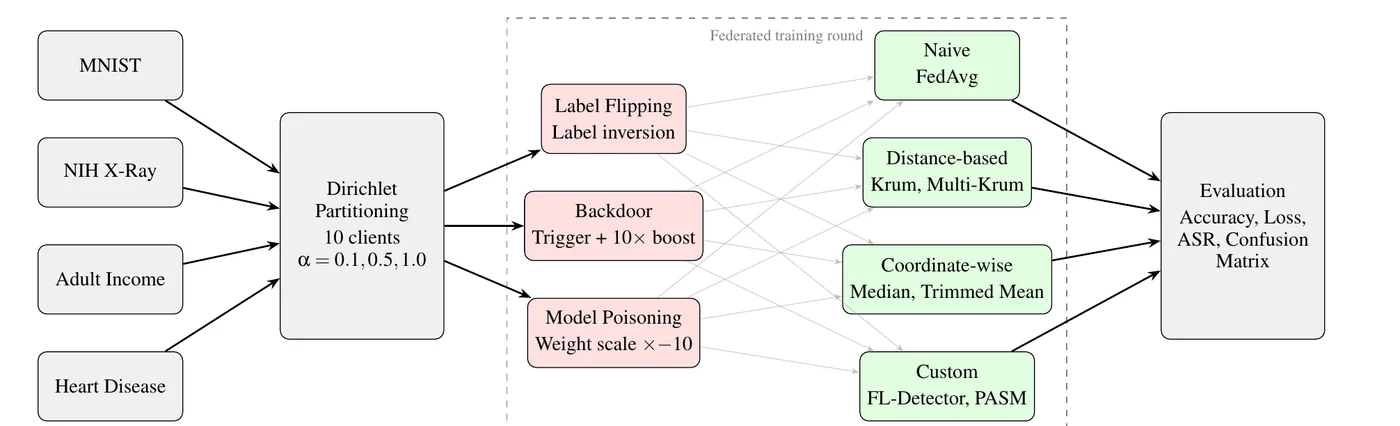 MNIST
NIH X-Ray
Adult Income
Heart Disease
Dirichlet
Partitioning
10 clients
α = 0.1, 0.5, 1.0
Federated training round
Label Flipping
Label inversion
Backdoor
Trigger + 10× boost
Model Poisoning
Weight scale ×−10
Naive
FedAvg
Distance-based
Krum, Multi-Krum
Coordinate-wise
Median, Trimmed Mean
Custom
FL-Detector, PASM
Evaluation
Accuracy, Loss,
ASR, Confusion
Matrix